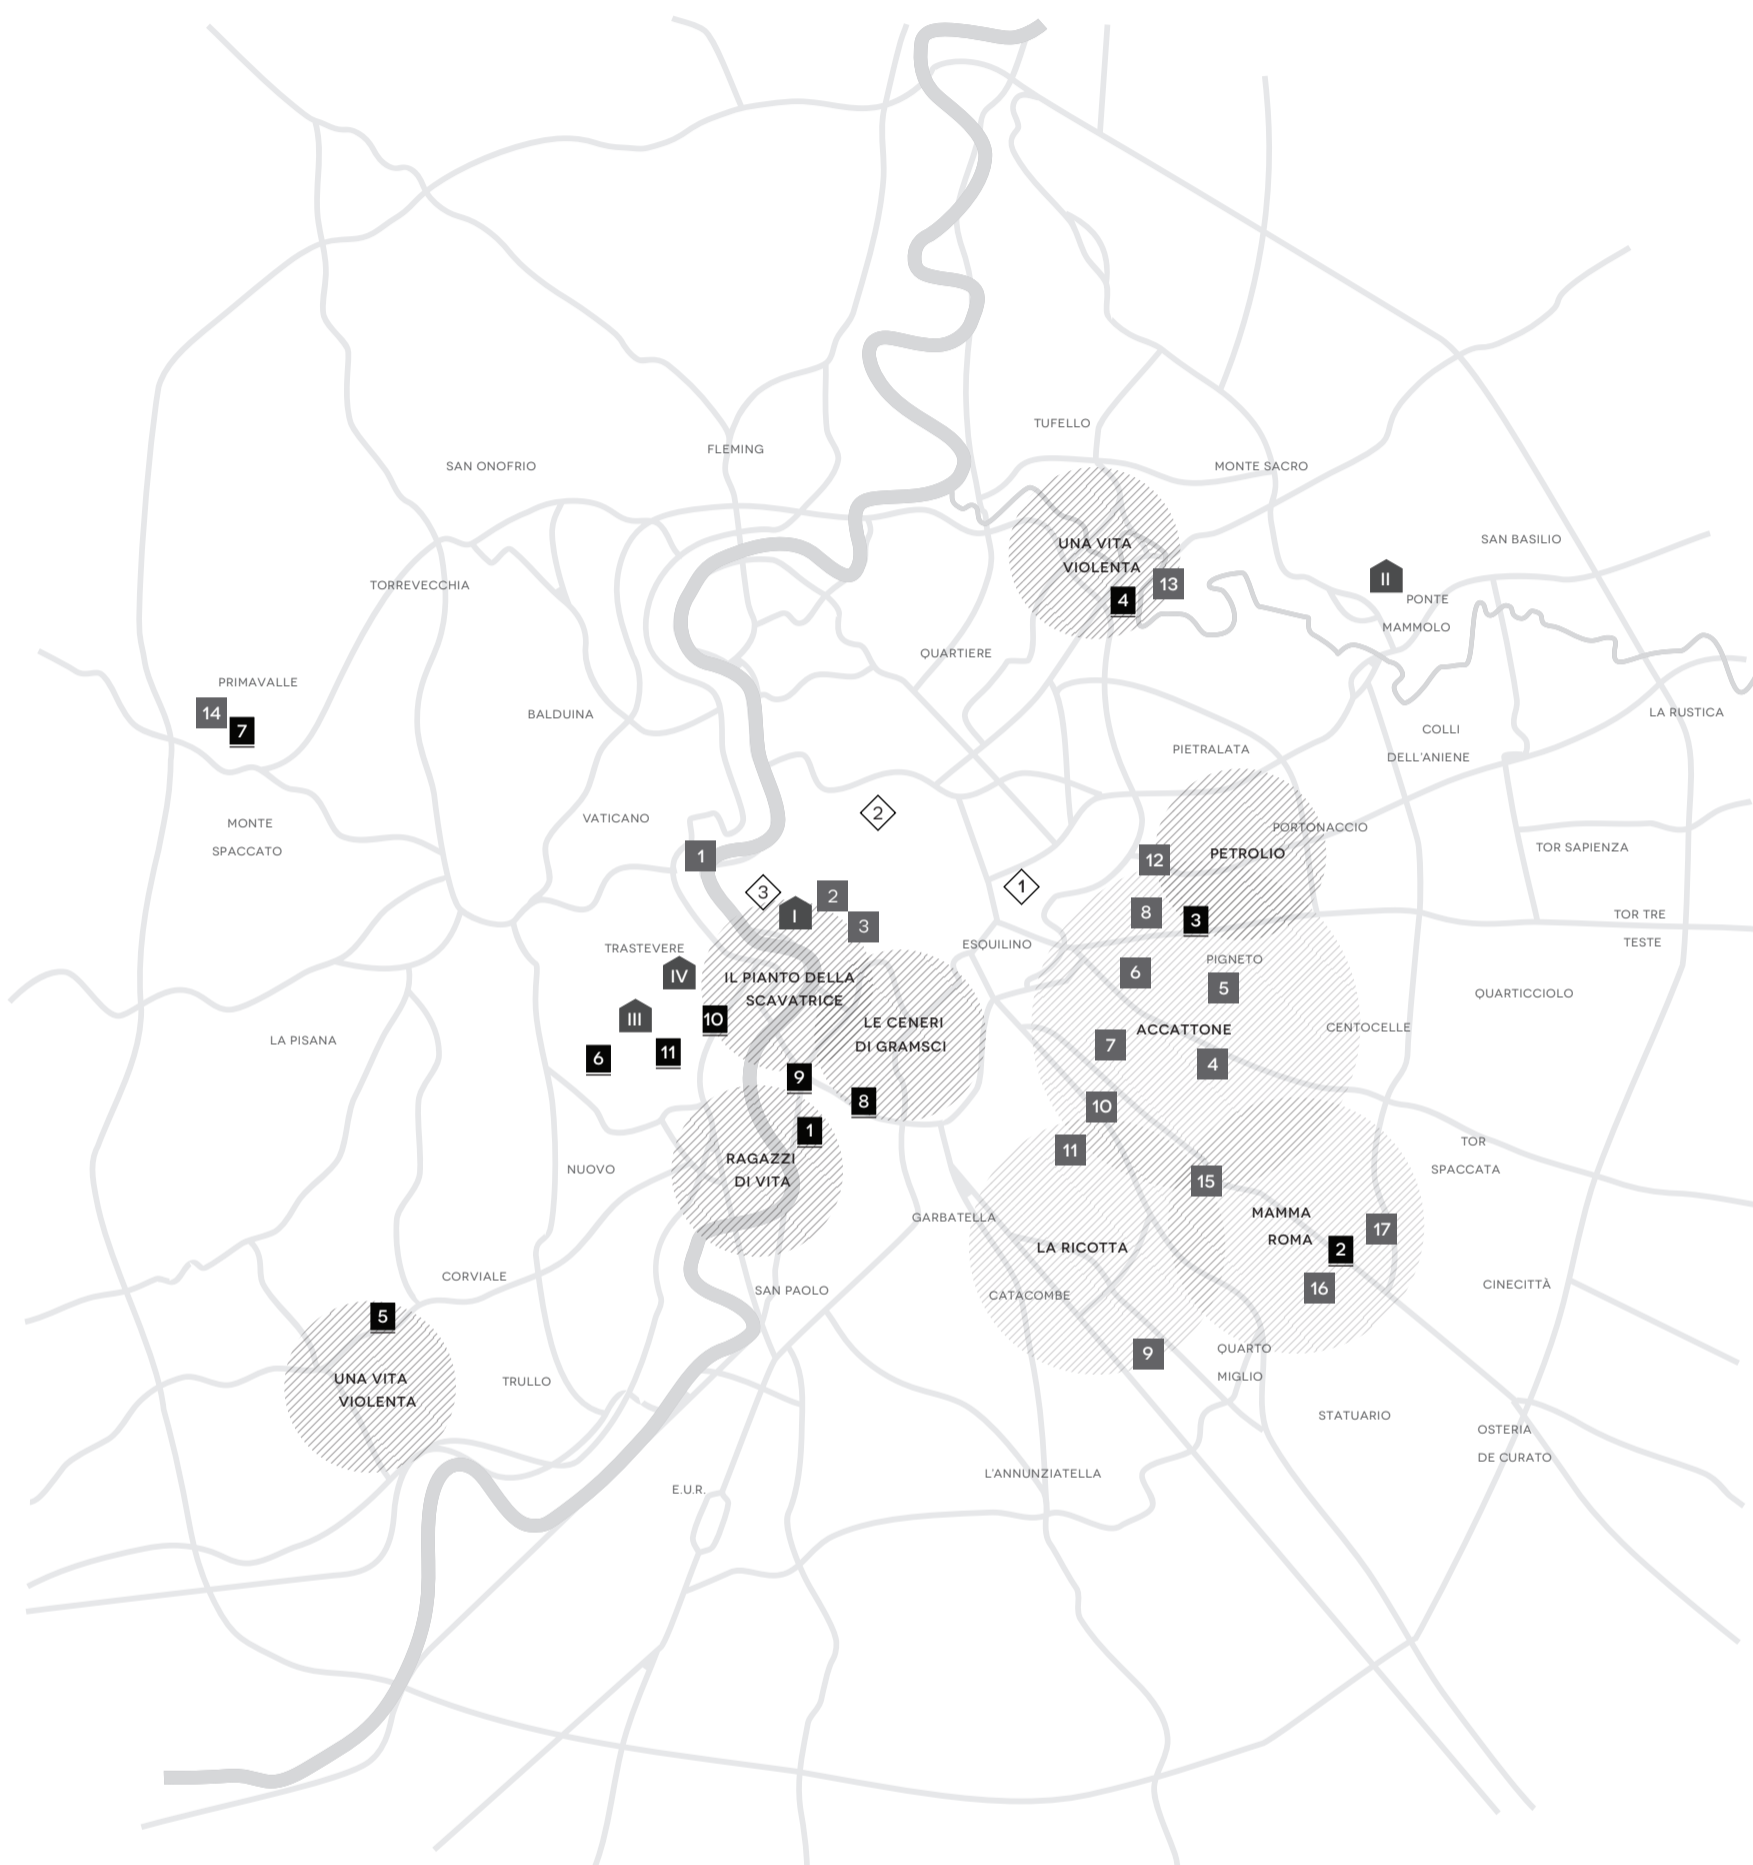 TUFELLO
FLEMING
SAN ONOFRIO
MONTE SACRO
SAN BASILIO
UNA VITA
VIOLENTA
TORREVECCHIA
13
II
4
PONTE
MAMMOLO
QUARTIERE
PRIMAVALLE
14
7
BALDUINA
LA RUSTICA
COLLI
DELL'ANIENE
PIETRALATA
2
VATICANO
MONTE
SPACCATO
PORTONACCIO
PETROLIO
TOR SAPIENZA
1
12
3
1
2
I
3
8
3
TOR TRE
TESTE
TRASTEVERE
ESQUILINO
PIGNETO
IV
IL PIANTO DELLA
SCAVATRICE
6
5
QUARTICCIOLO
III
10
LE CENERI
DI GRAMSCI
ACCATTONE
CENTOCELLE
LA PISANA
6
11
7
4
9
8
10
1
11
TOR
SPACCATA
RAGAZZI
DI VITA
NUOVO
15
GARBATELLA
MAMMA
ROMA
17
2
LA RICOTTA
CORVIALE
SAN PAOLO
CATACOMBE
16
CINECITTÀ
5
9
QUARTO
MIGLIO
UNA VITA
VIOLENTA
TRULLO
STATUARIO
OSTERIA
DE CURATO
L'ANNUNZIATELLA
E.U.R.